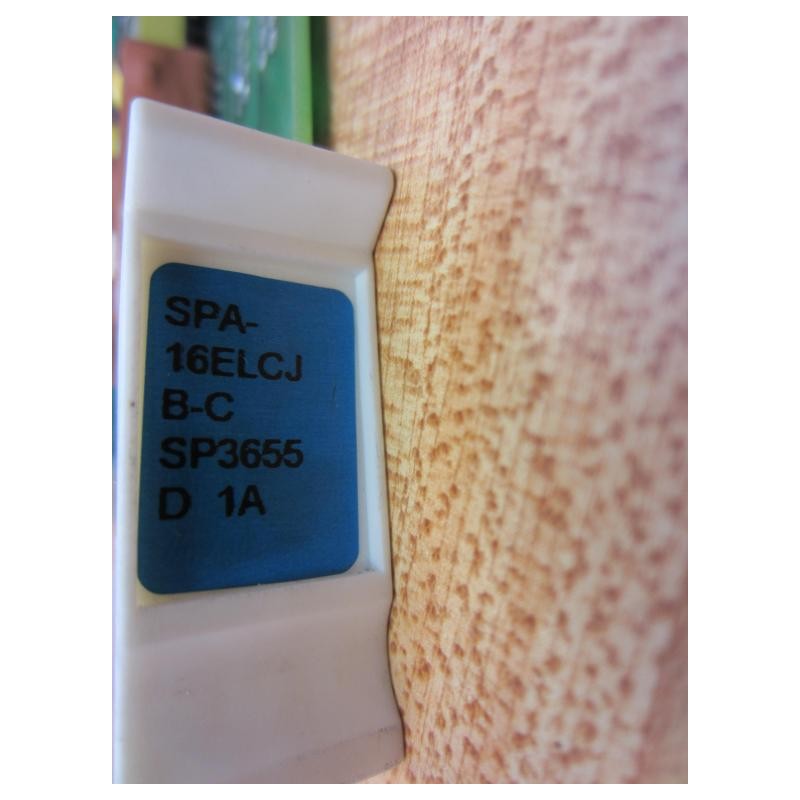 SPA-
16ELCJ
B-C
SP3655
D 1A